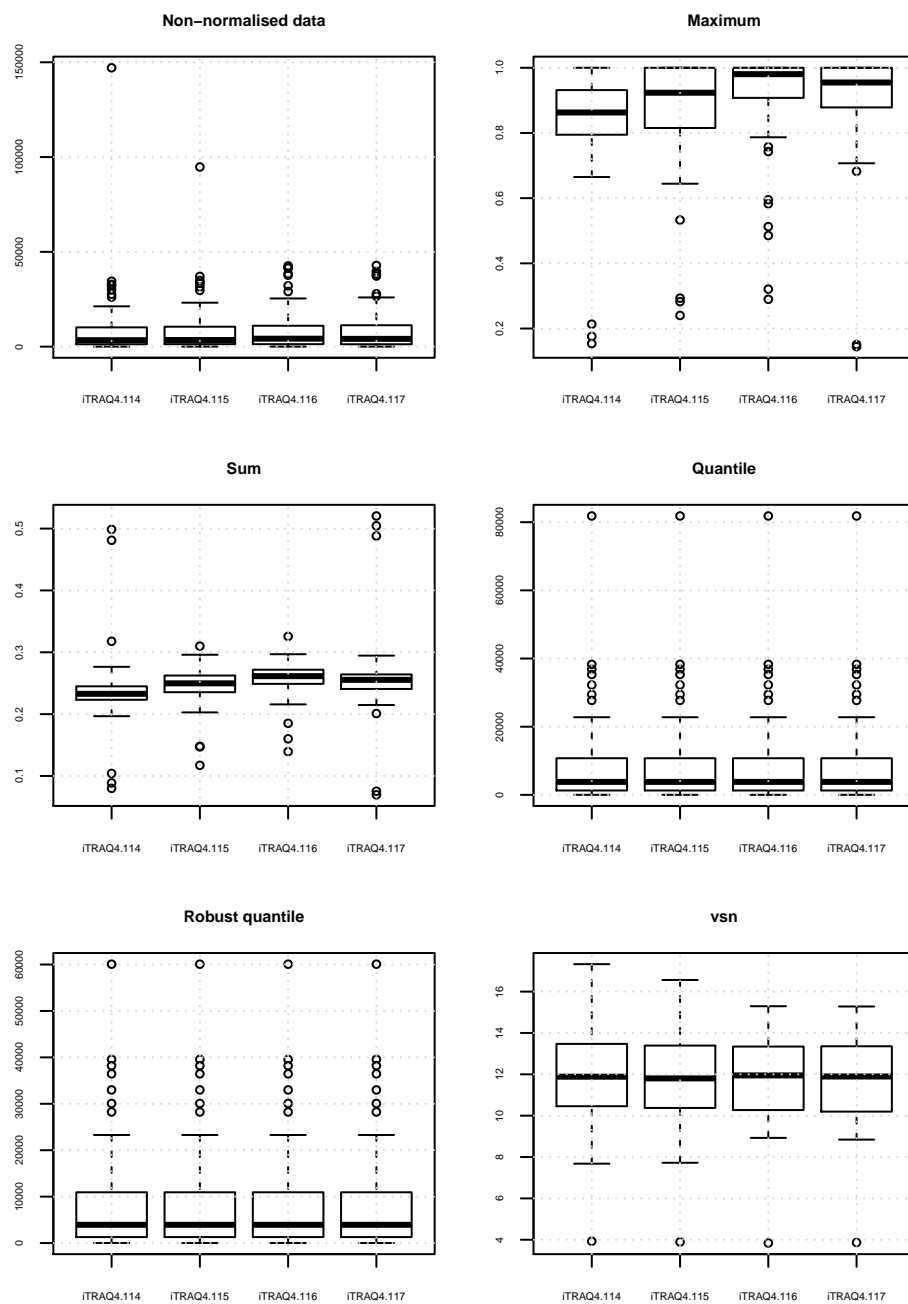 Non−normalised data
150000
100000
50000
0
iTRAQ4.114 iTRAQ4.115 iTRAQ4.116 iTRAQ4.117
Maximum
1.0
0.8
0.6
0.4
0.2
iTRAQ4.114 iTRAQ4.115 iTRAQ4.116 iTRAQ4.117
Sum
0.5
0.4
0.3
0.2
0.1
iTRAQ4.114 iTRAQ4.115 iTRAQ4.116 iTRAQ4.117
Quantile
80000
60000
40000
20000
0
iTRAQ4.114 iTRAQ4.115 iTRAQ4.116 iTRAQ4.117
Robust quantile
60000
50000
40000
30000
20000
10000
0
iTRAQ4.114 iTRAQ4.115 iTRAQ4.116 iTRAQ4.117
vsn
16
14
12
10
8
6
4
iTRAQ4.114 iTRAQ4.115 iTRAQ4.116 iTRAQ4.117